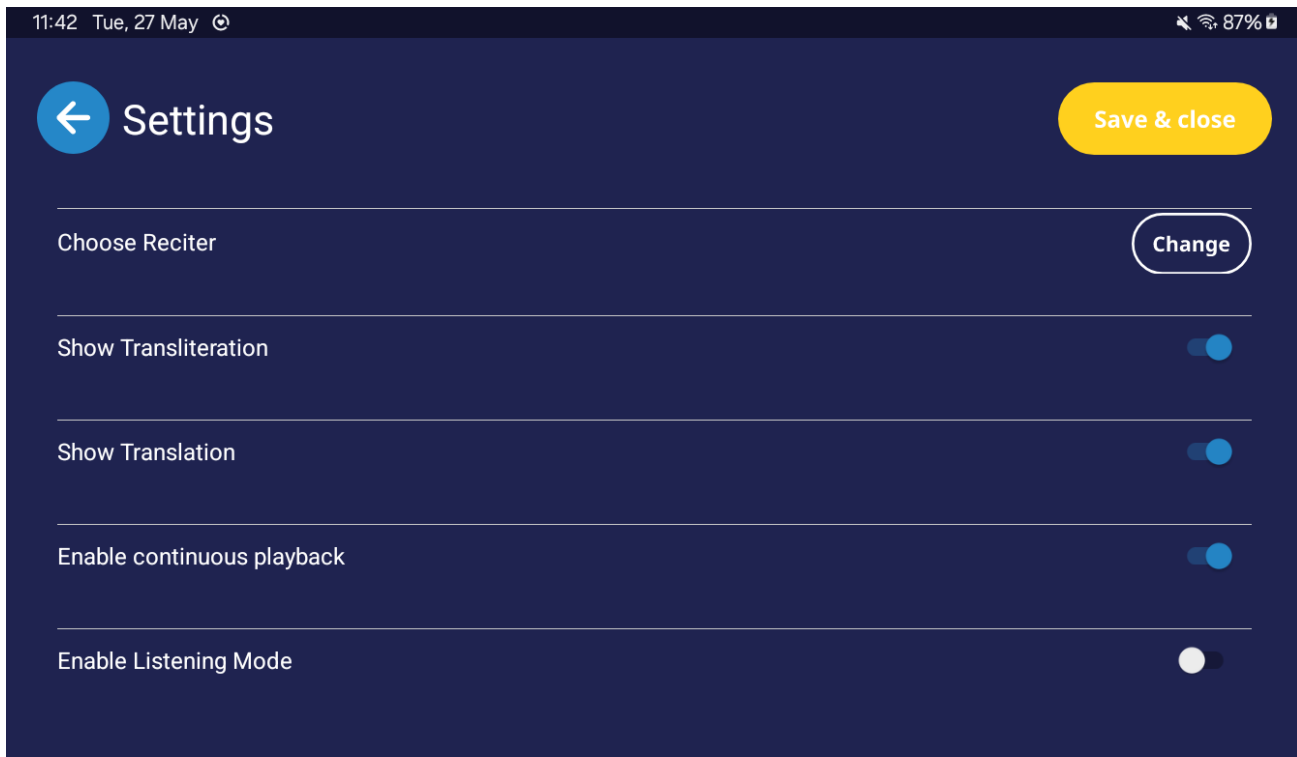 11:42 Tue, 27 May 87%
Settings
Save & close
Choose Reciter
Change
Show Transliteration
Show Translation
Enable continuous playback
Enable Listening Mode